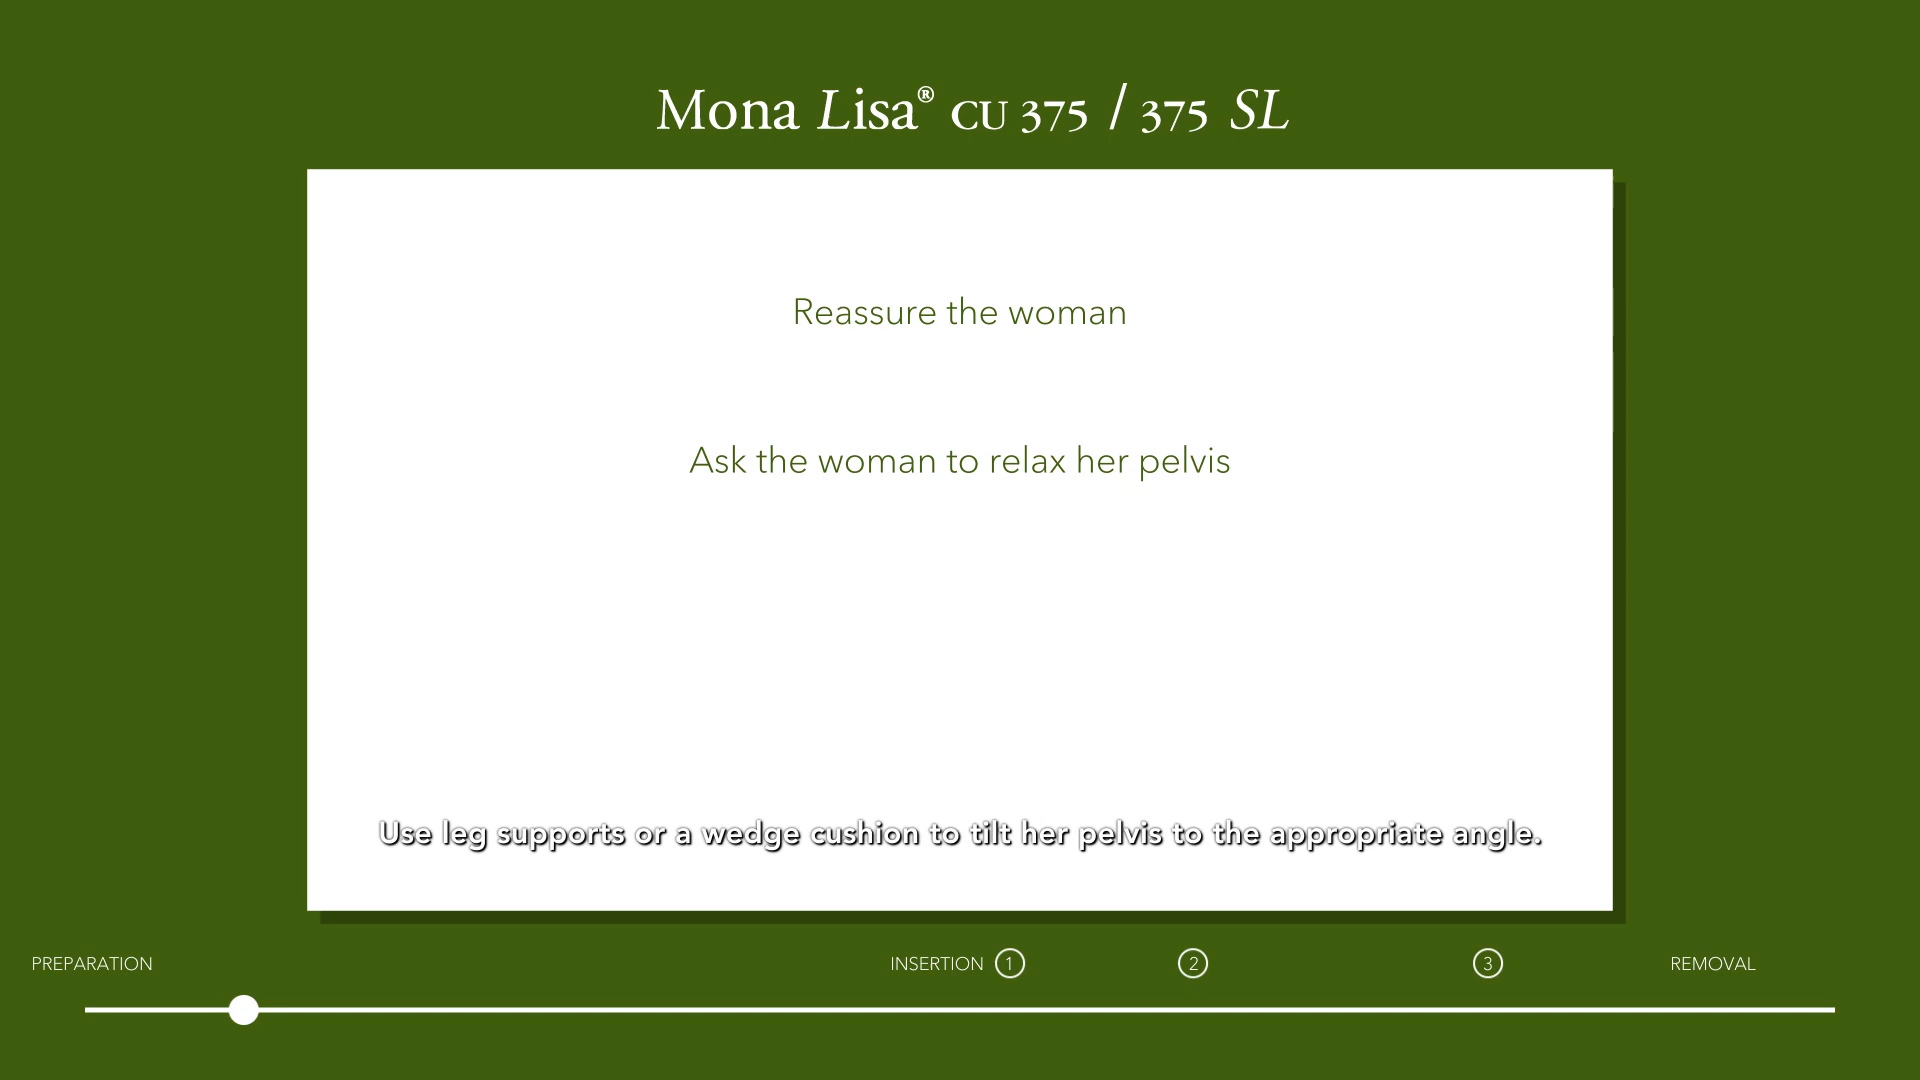 Mona Lisa® CU 375 / 375 SL
Reassure the woman
Ask the woman to relax her pelvis
Use leg supports or a wedge cushion to tilt her pelvis to the appropriate angle.
PREPARATION INSERTION 1 2 3 REMOVAL